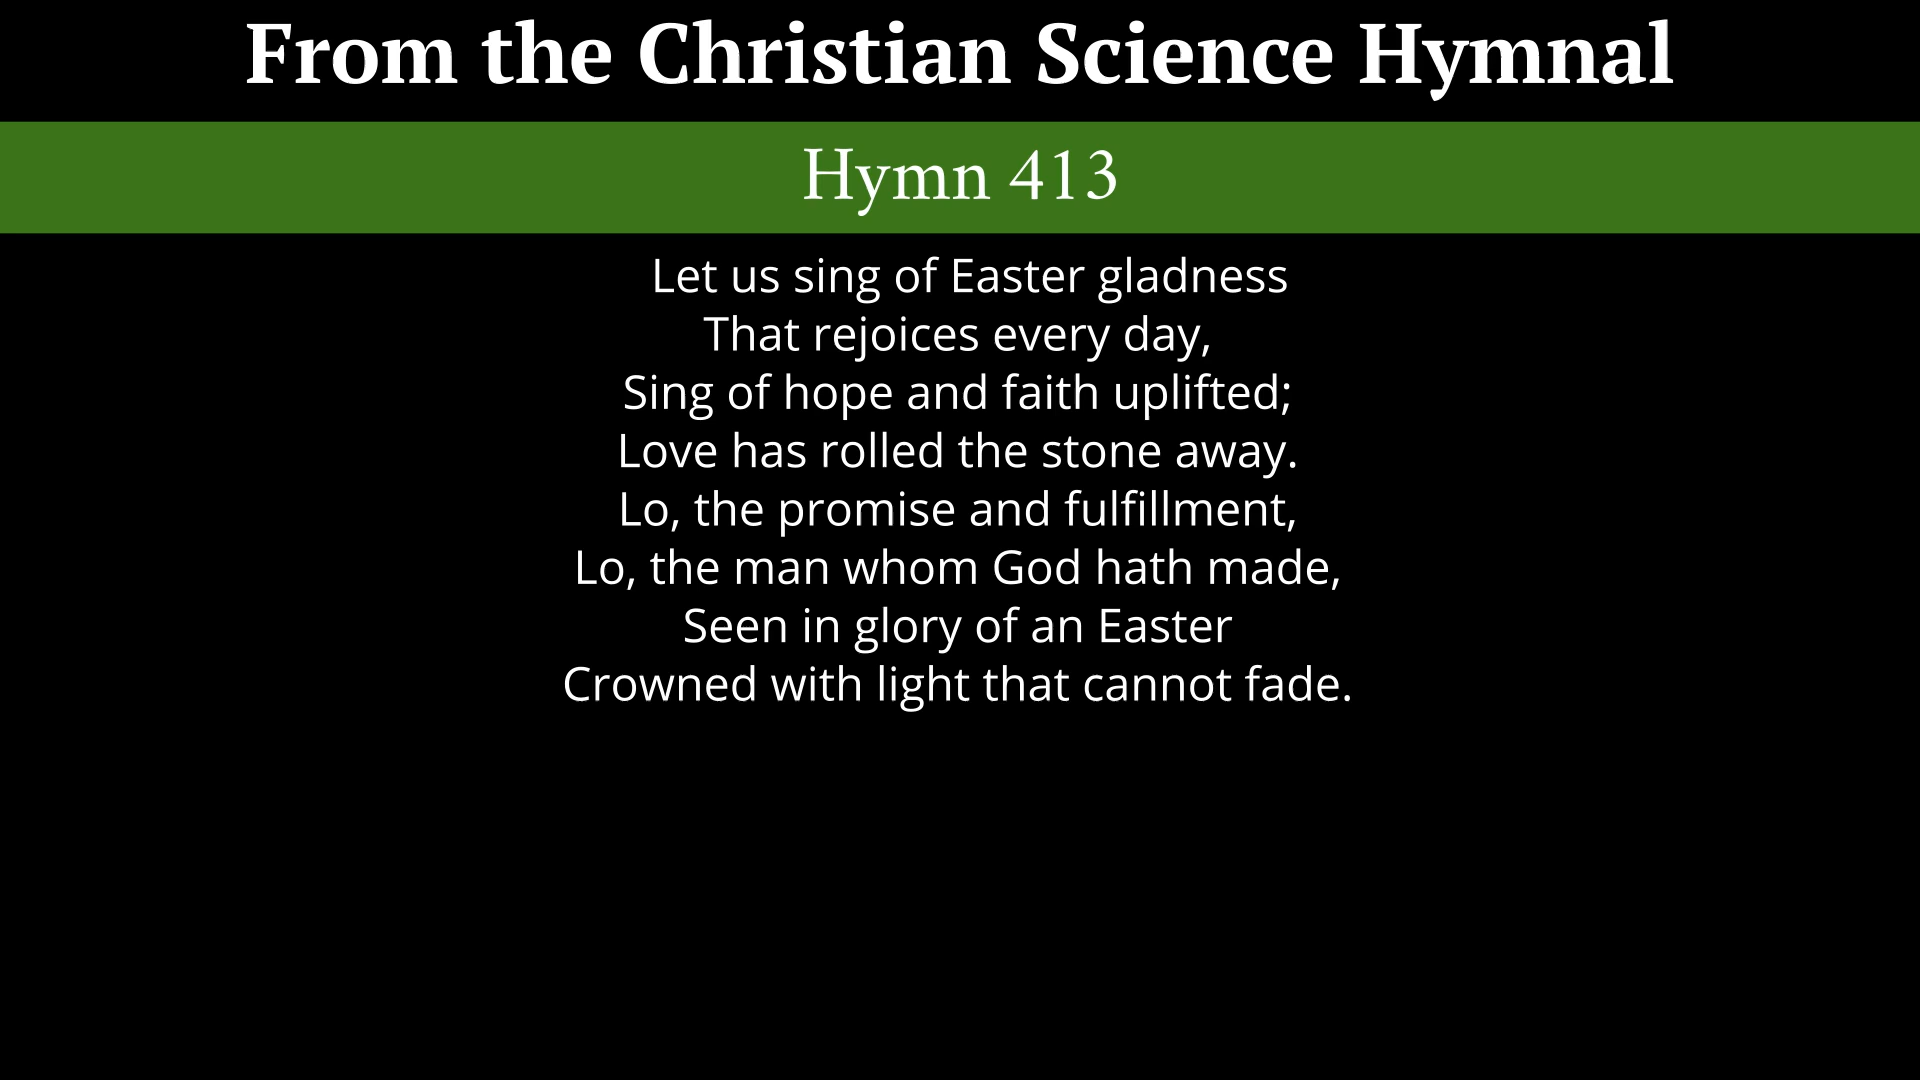 From the Christian Science Hymnal
Hymn 413
Let us sing of Easter gladness
That rejoices every day,
Sing of hope and faith uplifted;
Love has rolled the stone away.
Lo, the promise and fulfillment,
Lo, the man whom God hath made,
Seen in glory of an Easter
Crowned with light that cannot fade.